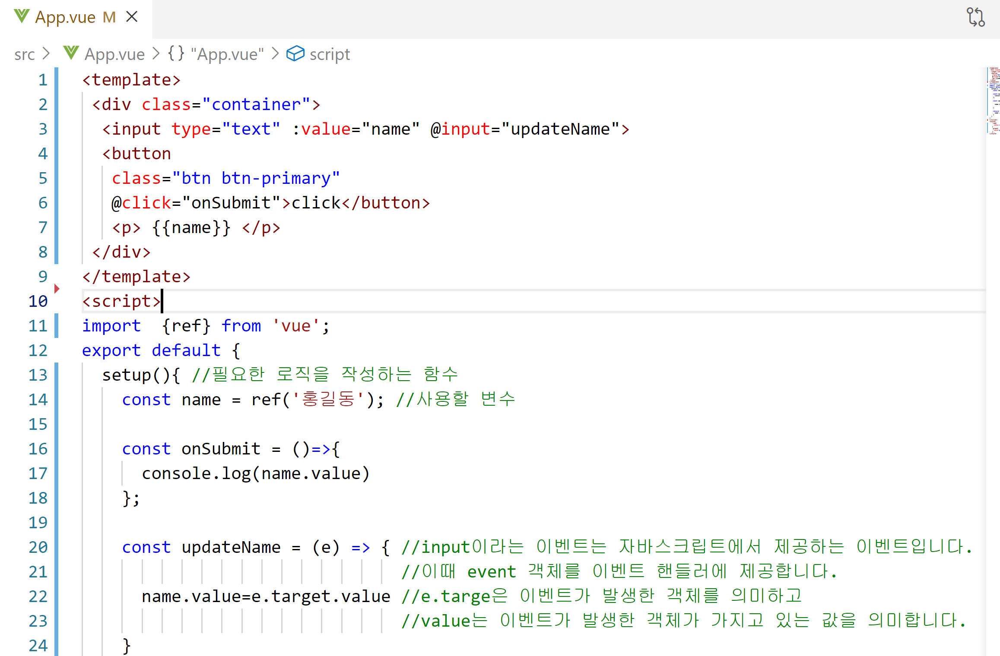 App.vue M
src > App.vue > {} "App.vue" > script
1 <template>
2 <div class="container">
3 <input type="text" :value="name" @input="updateName">
4 <button
5 class="btn btn-primary"
6 @click="onSubmit">click</button>
7 <p> {{name}} </p>
8 </div>
9 </template>
10 <script>
11 import  {ref} from 'vue';
12 export default {
13 setup(){ //필요한 로직을 작성하는 함수
14 const name = ref('홍길동'); //사용할 변수
15
16 const onSubmit = ()=>{
17 console.log(name.value)
18 };
19
20 const updateName = (e) => { //input이라는 이벤트는 자바스크립트에서 제공하는 이벤트입니다.
21 //이때 event 객체를 이벤트 핸들러에 제공합니다.
22 name.value=e.target.value //e.targe은 이벤트가 발생한 객체를 의미하고
23 //value는 이벤트가 발생한 객체가 가지고 있는 값을 의미합니다.
24 }